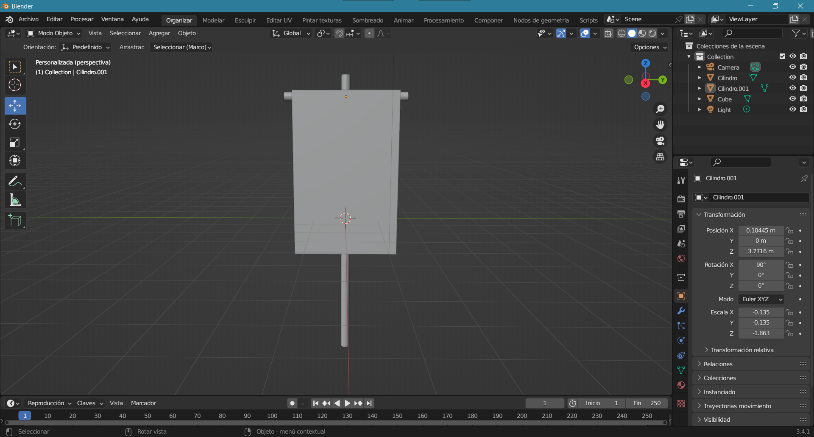 Blender
Archivo Editar Procesar Ventana Ayuda Organizar Modelar Esculpir Editar UV Pintar texturas Sombreado Animar Procesamiento Componer Nodos de geometría Scripts Scene ViewLayer
Modo Objeto Vista Seleccionar Agregar Objeto Global
Orientación: Predefinido Arrastrar: Seleccionar (Marco) Opciones
Personalizada (perspectiva)
(1) Collection | Cilindro.001
Z
Y
X
Colecciones de la escena
Collection
Camera
Cilindro
Cilindro.001
Cube
Light
Cilindro.001
Cilindro.001
Transformación
Posición X 0.10445 m
Y 0 m
Z 3.7716 m
Rotación X 90°
Y 0°
Z 0°
Modo Euler XYZ
Escala X -0.135
Y -0.135
Z -1.863
Transformación relativa
Relaciones
Colecciones
Instanciado
Trayectorias movimiento
Visibilidad
Reproducción Claves Vista Marcador 1 Inicio 1 Fin 250
1 10 20 30 40 50 60 70 80 90 100 110 120 130 140 150 160 170 180 190 200 210 220 230 240 250
Seleccionar Rotar vista Objeto - menú contextual 3.4.1